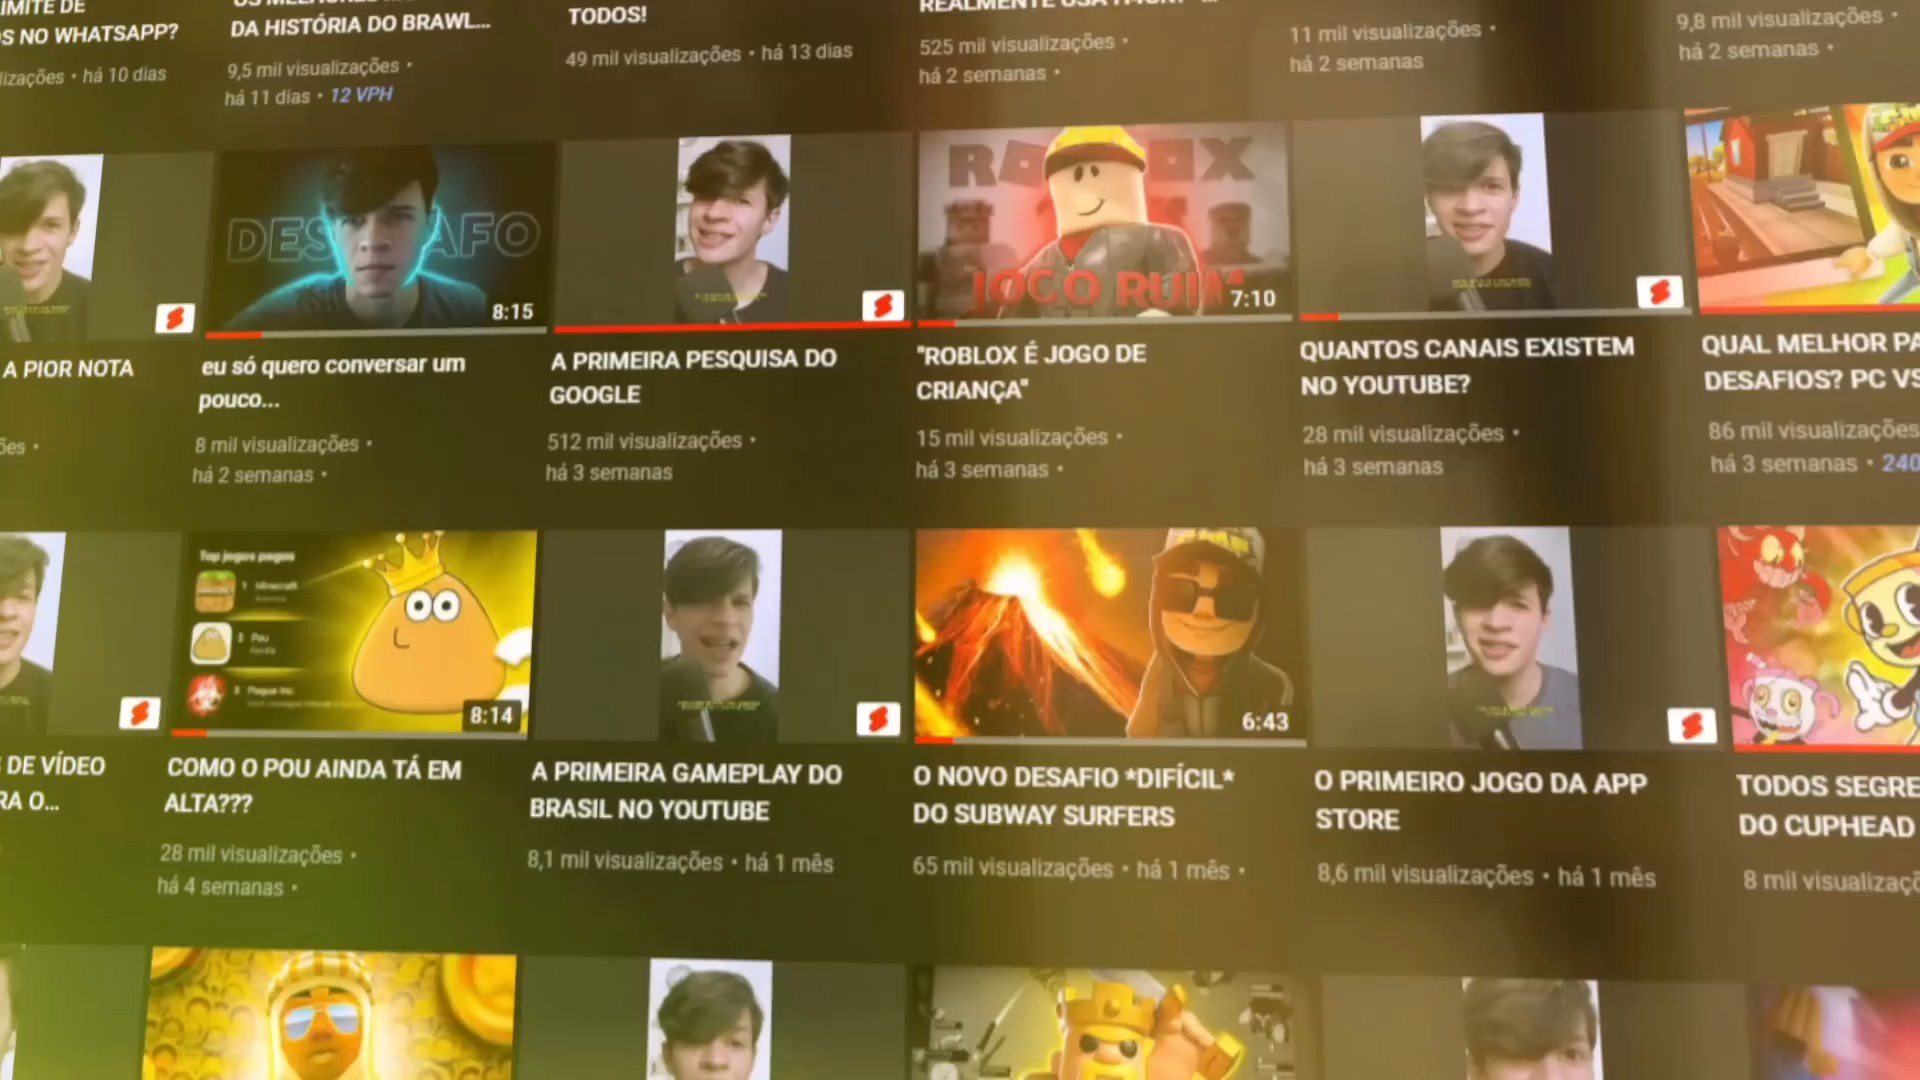 IMITE DE
S NO WHATSAPP?
lizações • há 10 dias
DA HISTÓRIA DO BRAWL...
9,5 mil visualizações •
há 11 dias • 12 VPH
TODOS!
49 mil visualizações • há 13 dias
525 mil visualizações •
há 2 semanas •
11 mil visualizações •
há 2 semanas
9,8 mil visualizações •
há 2 semanas •
DES AFO
8:15
ROBLOX
JOGO RUIM
7:10
A PIOR NOTA
ões •
eu só quero conversar um
pouco...
8 mil visualizações •
há 2 semanas •
A PRIMEIRA PESQUISA DO
GOOGLE
512 mil visualizações •
há 3 semanas
"ROBLOX É JOGO DE
CRIANÇA"
15 mil visualizações •
há 3 semanas •
QUANTOS CANAIS EXISTEM
NO YOUTUBE?
28 mil visualizações •
há 3 semanas
QUAL MELHOR PA
DESAFIOS? PC VS
86 mil visualizações
há 3 semanas • 240
Top jogos pagos
1 Minecraft
Pou
Plague Inc.
8:14
6:43
DE VÍDEO
RA O...
COMO O POU AINDA TÁ EM
ALTA???
28 mil visualizações •
há 4 semanas •
A PRIMEIRA GAMEPLAY DO
BRASIL NO YOUTUBE
8,1 mil visualizações • há 1 mês
O NOVO DESAFIO *DIFÍCIL*
DO SUBWAY SURFERS
65 mil visualizações • há 1 mês •
O PRIMEIRO JOGO DA APP
STORE
8,6 mil visualizações • há 1 mês
TODOS SEGRE
DO CUPHEAD
8 mil visualizaçõ